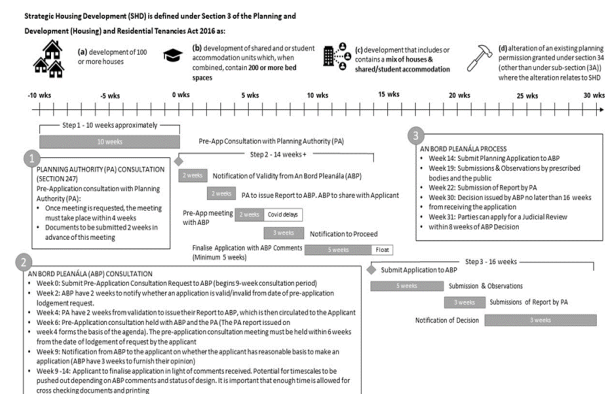 Strategic Housing Development (SHD) is defined under Section 3 of the Planning and
Development (Housing) and Residential Tenancies Act 2016 as:
(a) development of 100
or more houses
(b) development of shared and or student
accommodation units which, when
combined, contain 200 or more bed
spaces
(c) development that includes or
contains a mix of houses &
shared/student accommodation
(d) alteration of an existing planning
permission granted under section 34
(other than under sub-section (3A))
where the alteration relates to SHD
-10 wks
-5 wks
0 wks
5 wks
10 wks
15 wks
20 wks
25 wks
30 wks
Step 1 - 10 weeks approximately
10 weeks
Pre-App Consultation with Planning Authority (PA)
1
PLANNING AUTHORITY (PA) CONSULTATION
(SECTION 247)
Pre-Application consultation with Planning
Authority (PA):
• Once meeting is requested, the meeting
must take place within 4 weeks
• Documents to be submitted 2 weeks in
advance of this meeting
Step 2 - 14 weeks +
2 weeks
Notification of Validity from An Bord Pleanála (ABP)
2 weeks
PA to issue Report to ABP. ABP to share with Applicant
Pre-App meeting
with ABP
2 weeks
Covid delays
3 weeks
Notification to Proceed
Finalise Application with ABP Comments
(Minimum 5 weeks)
5 weeks
Float
3
AN BORD PLEANÁLA PROCESS
• Week 14: Submit Planning Application to ABP
• Week 19: Submissions & Observations by prescribed
bodies and the public
• Week 22: Submission of Report by PA
• Week 30: Decision issued by ABP no later than 16 weeks
• from receiving the application
• Week 31: Parties can apply for a Judicial Review
• within 8 weeks of ABP Decision
2
AN BORD PLEANÁLA (ABP) CONSULTATION
• Week 0: Submit Pre-Application Consultation Request to ABP (begins 9-week consultation period)
• Week 2: ABP have 2 weeks to notify whether an application is valid/invalid from date of pre-application
lodgement request.
• Week 4: PA have 2 weeks from validation to issue their Report to ABP, which is then circulated to the Applicant
• Week 6: Pre-Application consultation held with ABP and the PA (The PA report issued on
• week 4 forms the basis of the agenda). The pre-application consultation meeting must be held within 6 weeks
from the date of lodgement of request by the applicant
• Week 9: Notification from ABP to the applicant on whether the applicant has reasonable basis to make an
application (ABP have 3 weeks to furnish their opinion)
• Week 9 -14: Applicant to finalise application in light of comments received. Potential for timescales to be
pushed out depending on ABP comments and status of design. It is important that enough time is allowed for
cross checking documents and printing
Step 3 - 16 weeks
Submit Application to ABP
5 weeks
Submission & Observations
3 weeks
Submissions of Report by PA
Notification of Decision
3 weeks